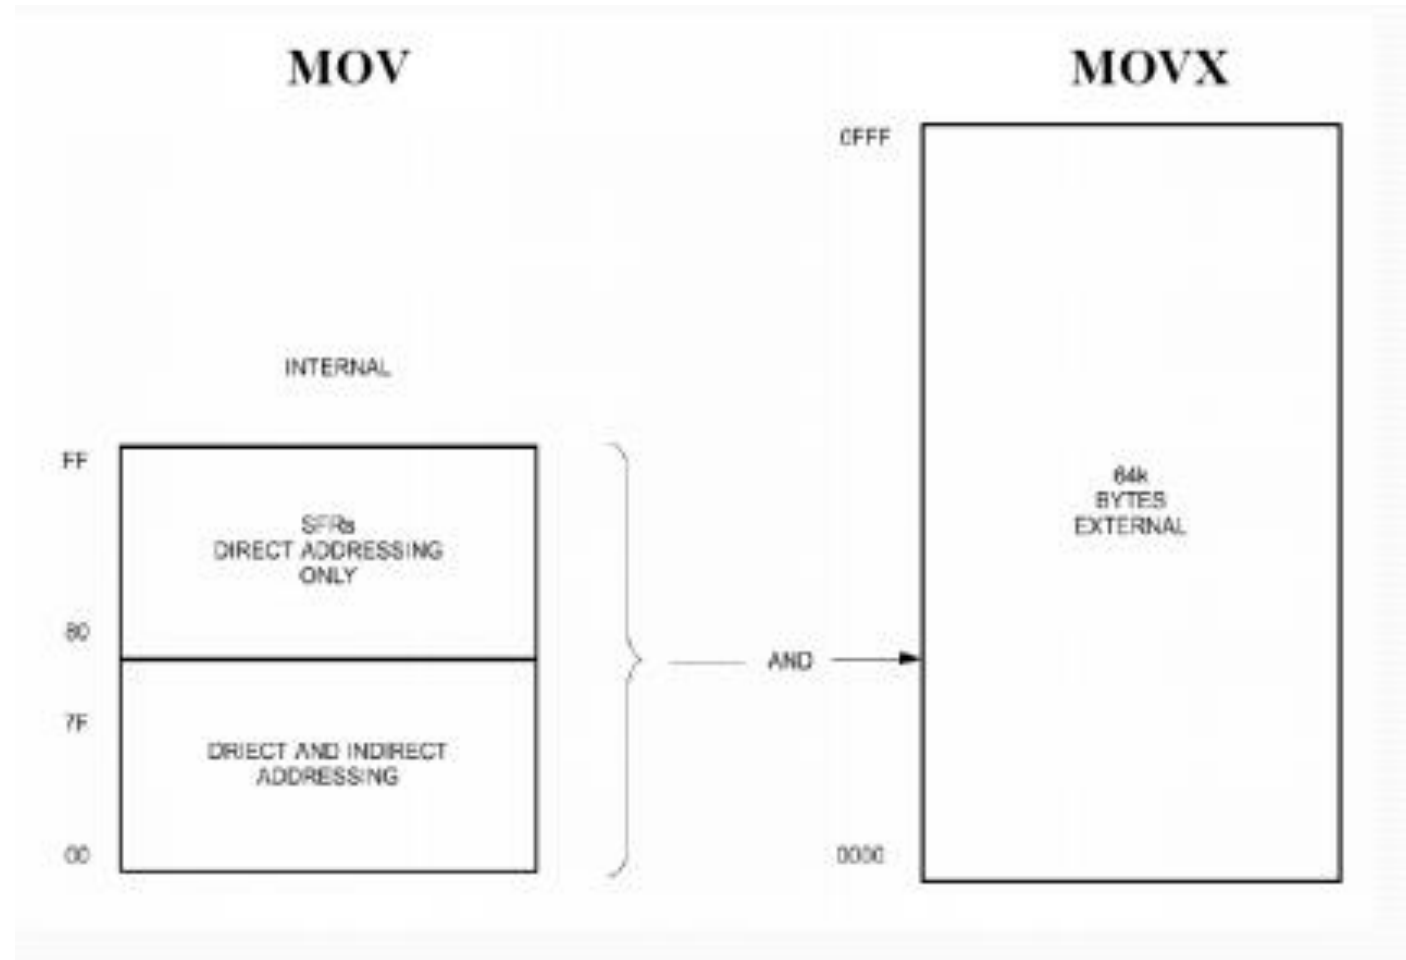 MOV
MOVX
0FFF
INTERNAL
FF
SFRs
DIRECT ADDRESSING
ONLY
80
64k
BYTES
EXTERNAL
AND
7F
DRIECT AND INDIRECT
ADDRESSING
00
0000